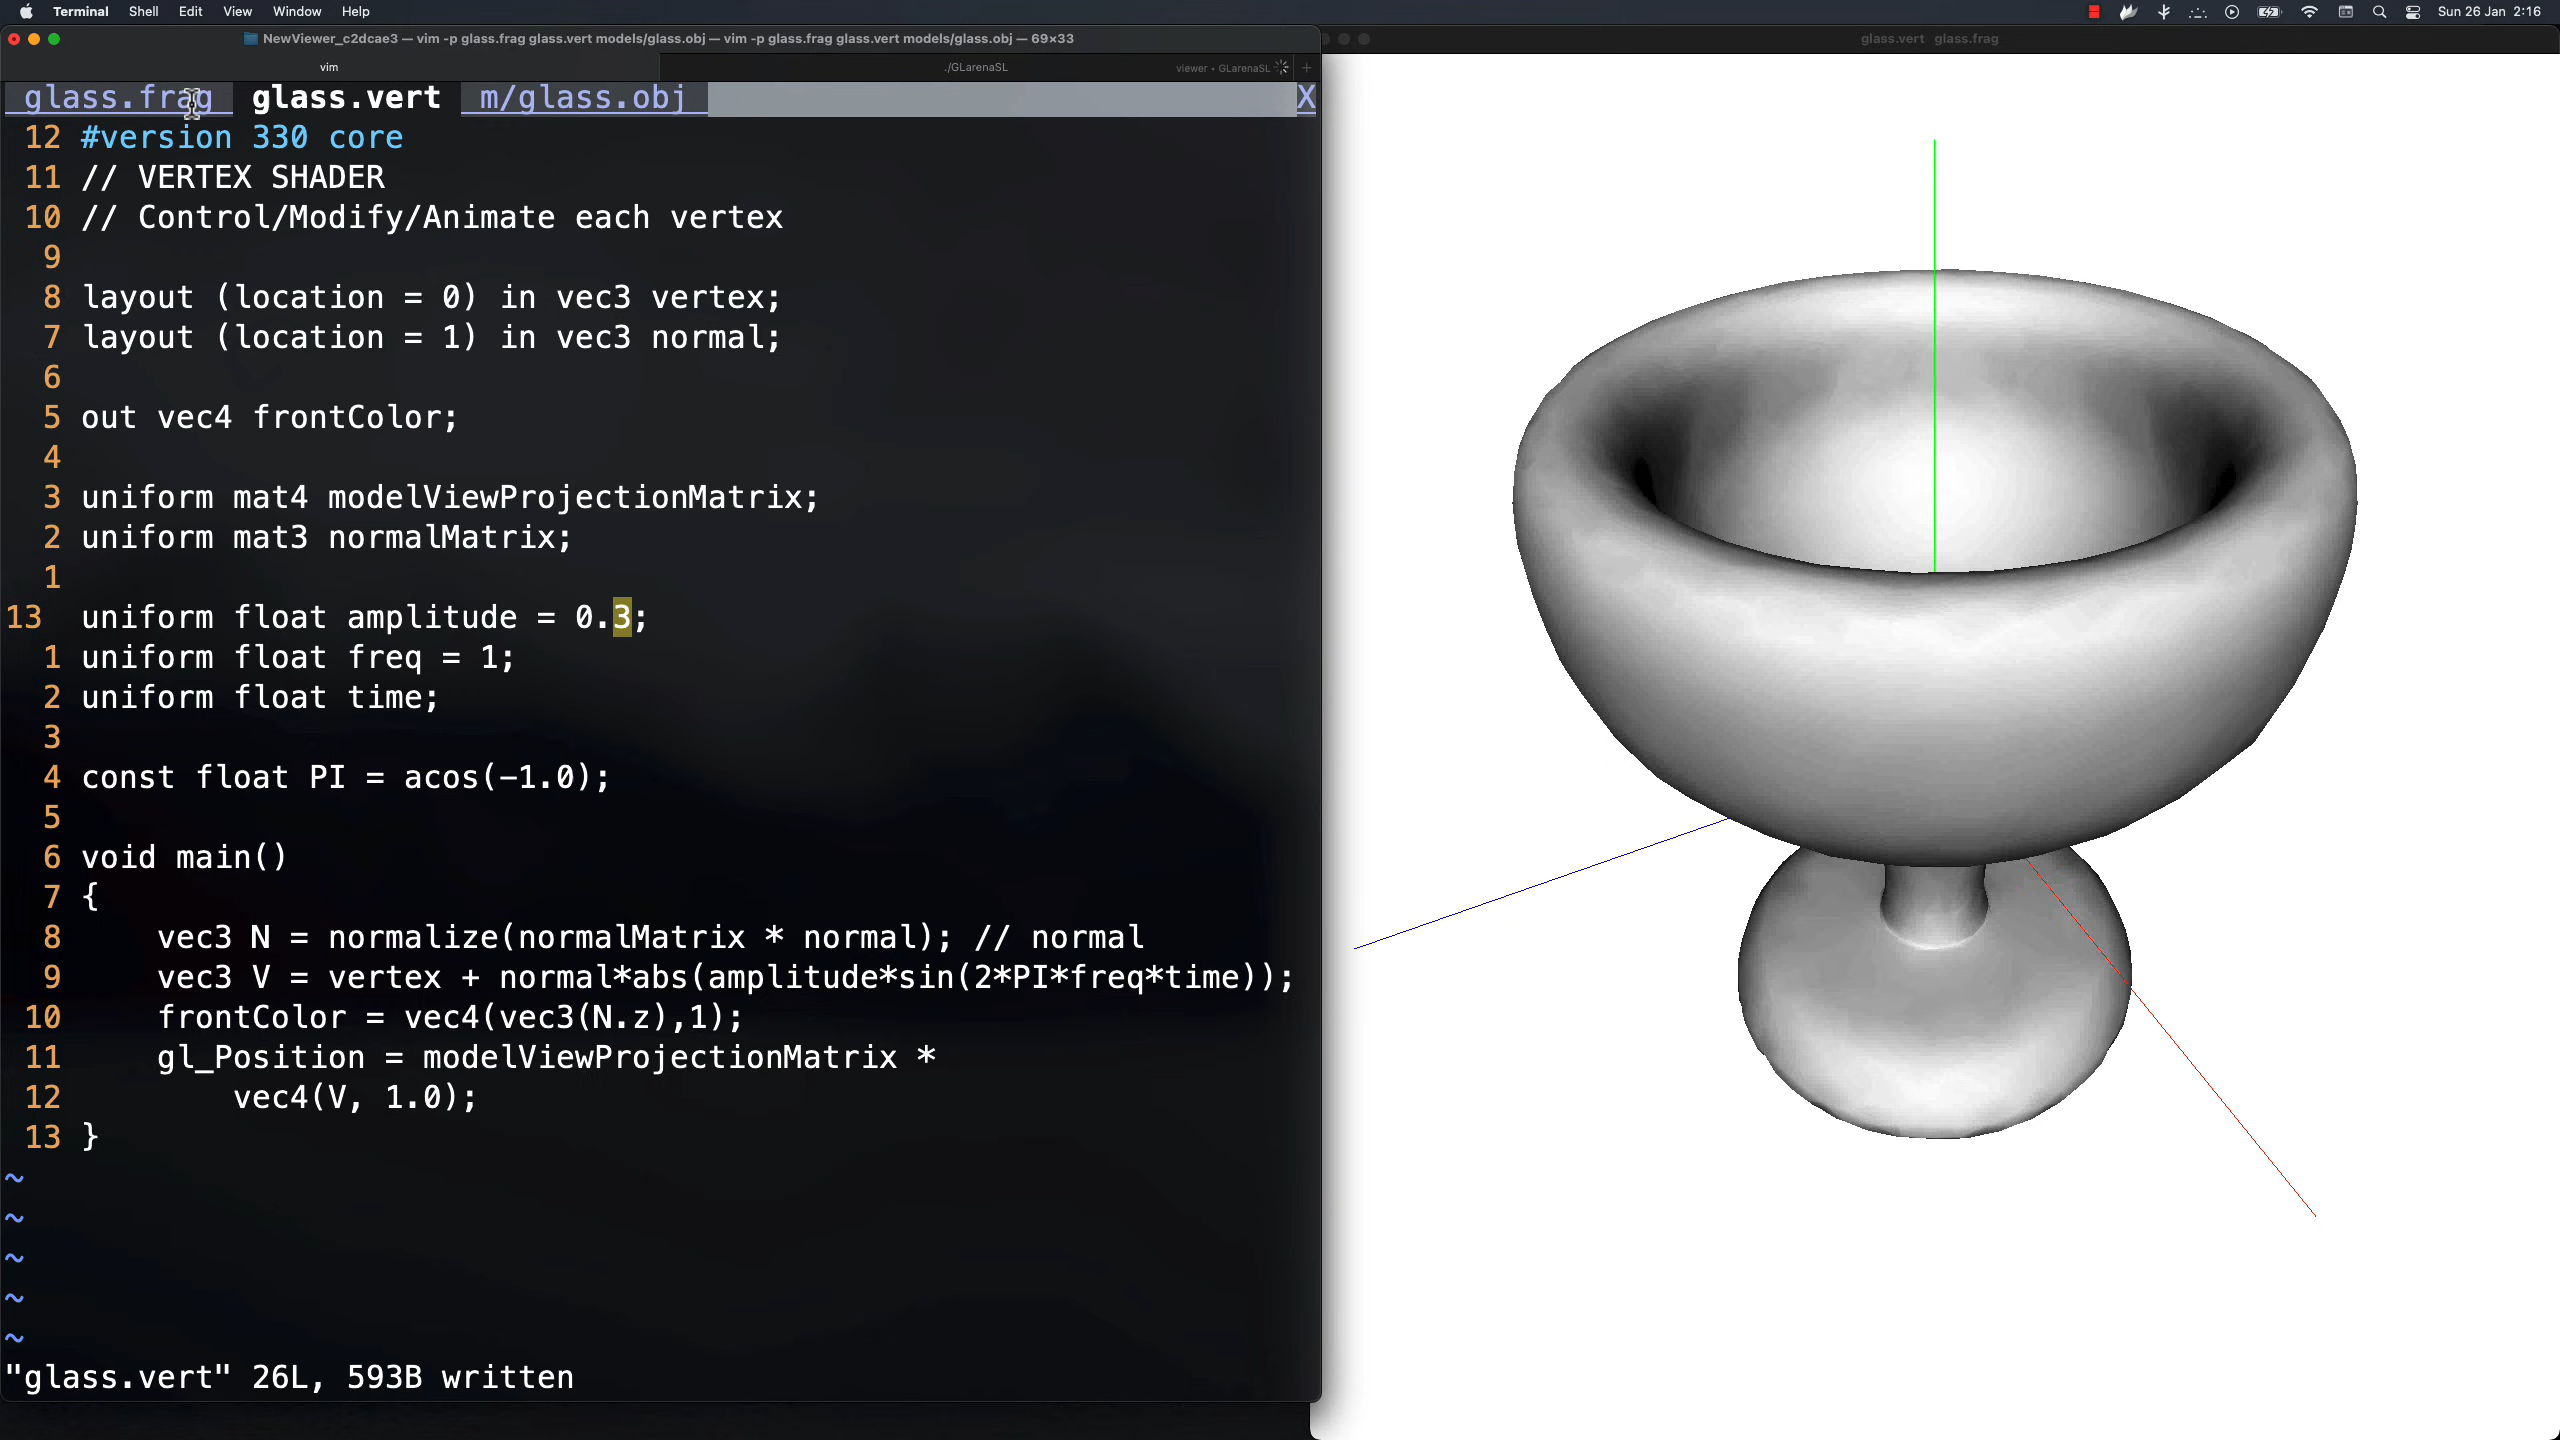 Terminal Shell Edit View Window Help
Sun 26 Jan 2:16
NewViewer_c2dcae3 — vim -p glass.frag glass.vert models/glass.obj — vim -p glass.frag glass.vert models/glass.obj — 69×33
glass.vert glass.frag
vim
./GLarenaSL
viewer • GLarenaSL
+
glass.frag glass.vert m/glass.obj X
12 #version 330 core
11 // VERTEX SHADER
10 // Control/Modify/Animate each vertex
9
8 layout (location = 0) in vec3 vertex;
7 layout (location = 1) in vec3 normal;
6
5 out vec4 frontColor;
4
3 uniform mat4 modelViewProjectionMatrix;
2 uniform mat3 normalMatrix;
1
13 uniform float amplitude = 0.3;
1 uniform float freq = 1;
2 uniform float time;
3
4 const float PI = acos(-1.0);
5
6 void main()
7 {
8 vec3 N = normalize(normalMatrix * normal); // normal
9 vec3 V = vertex + normal*abs(amplitude*sin(2*PI*freq*time));
10 frontColor = vec4(vec3(N.z),1);
11 gl_Position = modelViewProjectionMatrix *
12 vec4(V, 1.0);
13 }
~
~
~
~
~
"glass.vert" 26L, 593B written